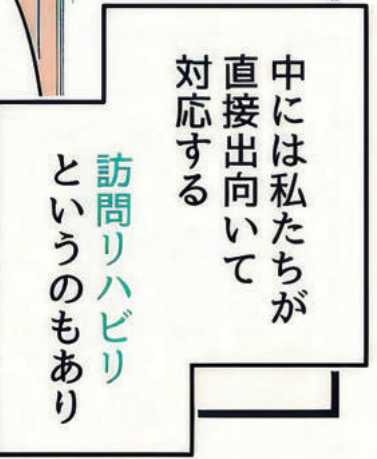 中には私たちが
直接出向いて
対応する
訪問リハビリ
というのもあり